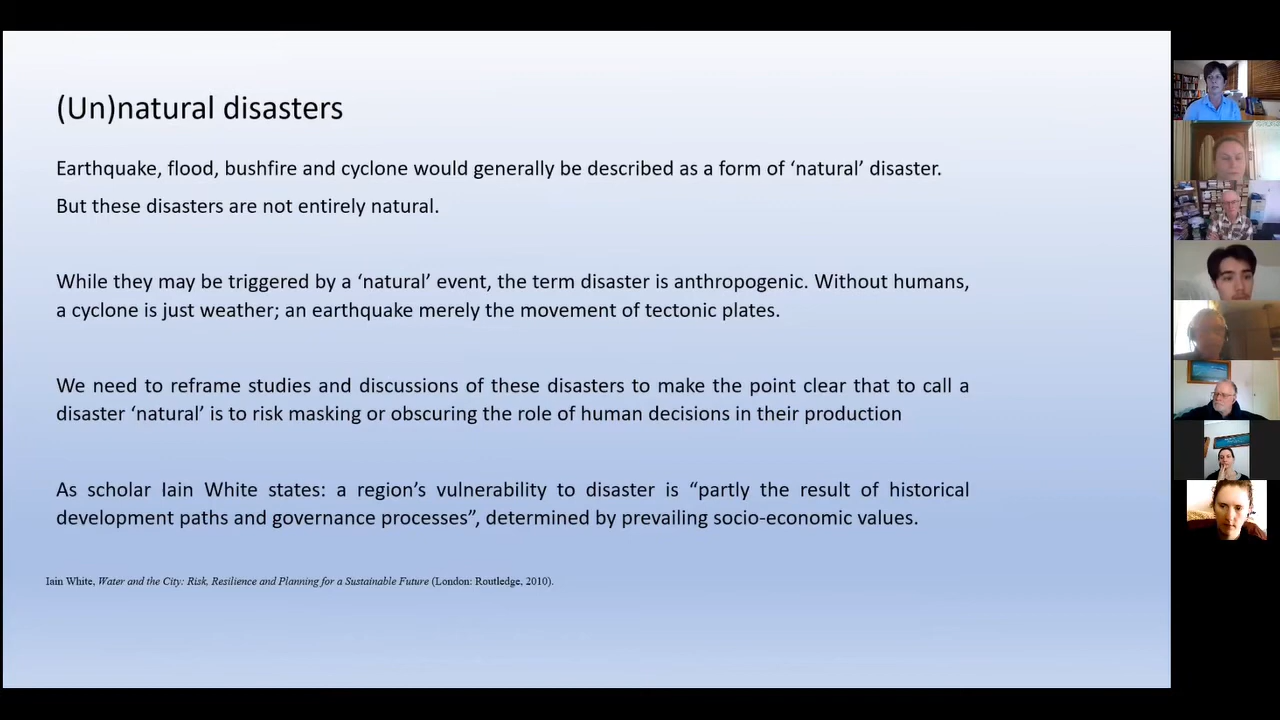 (Un)natural disasters
Earthquake, flood, bushfire and cyclone would generally be described as a form of ‘natural’ disaster.
But these disasters are not entirely natural.
While they may be triggered by a ‘natural’ event, the term disaster is anthropogenic. Without humans,
a cyclone is just weather; an earthquake merely the movement of tectonic plates.
We need to reframe studies and discussions of these disasters to make the point clear that to call a
disaster ‘natural’ is to risk masking or obscuring the role of human decisions in their production
As scholar Iain White states: a region’s vulnerability to disaster is “partly the result of historical
development paths and governance processes”, determined by prevailing socio-economic values.
Iain White, Water and the City: Risk, Resilience and Planning for a Sustainable Future (London: Routledge, 2010).